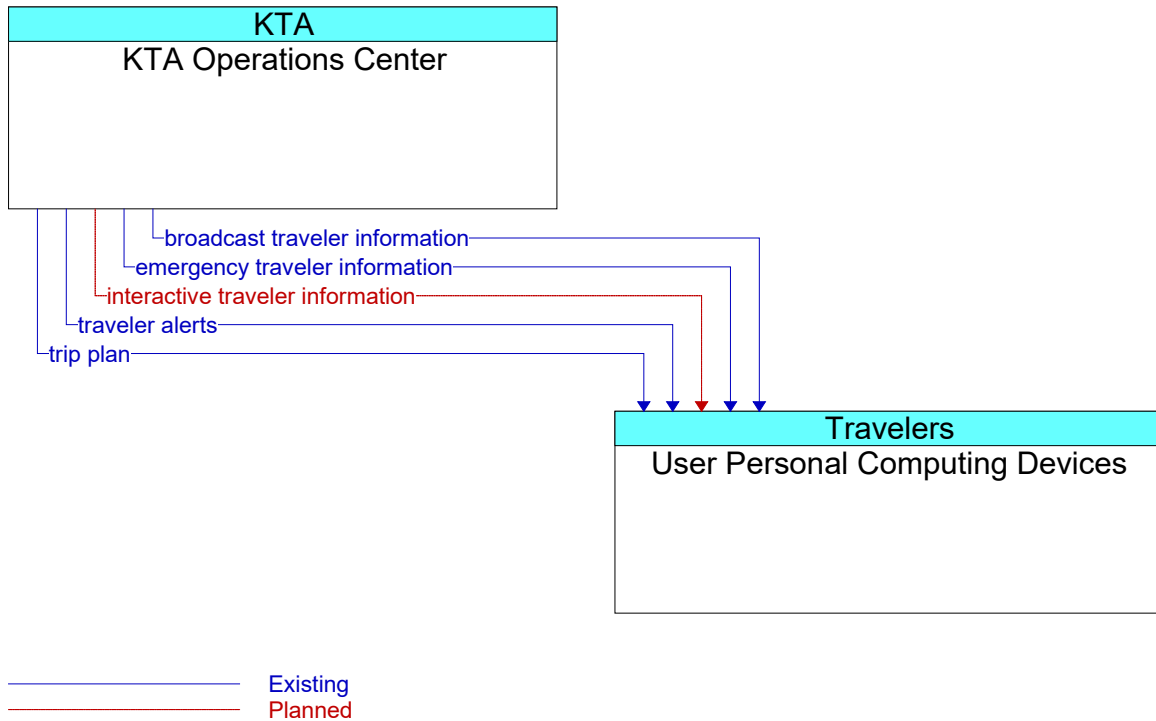 KTA
KTA Operations Center
broadcast traveler information
emergency traveler information
interactive traveler information
traveler alerts
trip plan
Travelers
User Personal Computing Devices
Existing
Planned